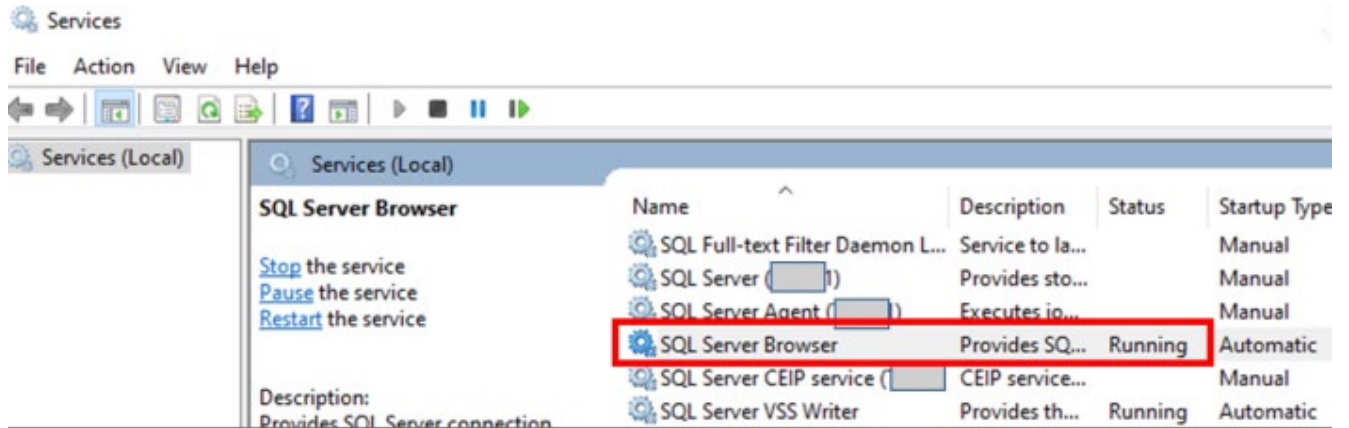 Services
File Action View Help
Services (Local)
Services (Local)
SQL Server Browser
Stop the service
Pause the service
Restart the service
Description:
Provides SQL Server connection
Name Description Status Startup Type
SQL Full-text Filter Daemon L... Service to la... Manual
SQL Server ( 1) Provides sto... Manual
SQL Server Agent ( 1) Executes jo... Manual
SQL Server Browser Provides SQ... Running Automatic
SQL Server CEIP service ( CEIP service... Manual
SQL Server VSS Writer Provides th... Running Automatic